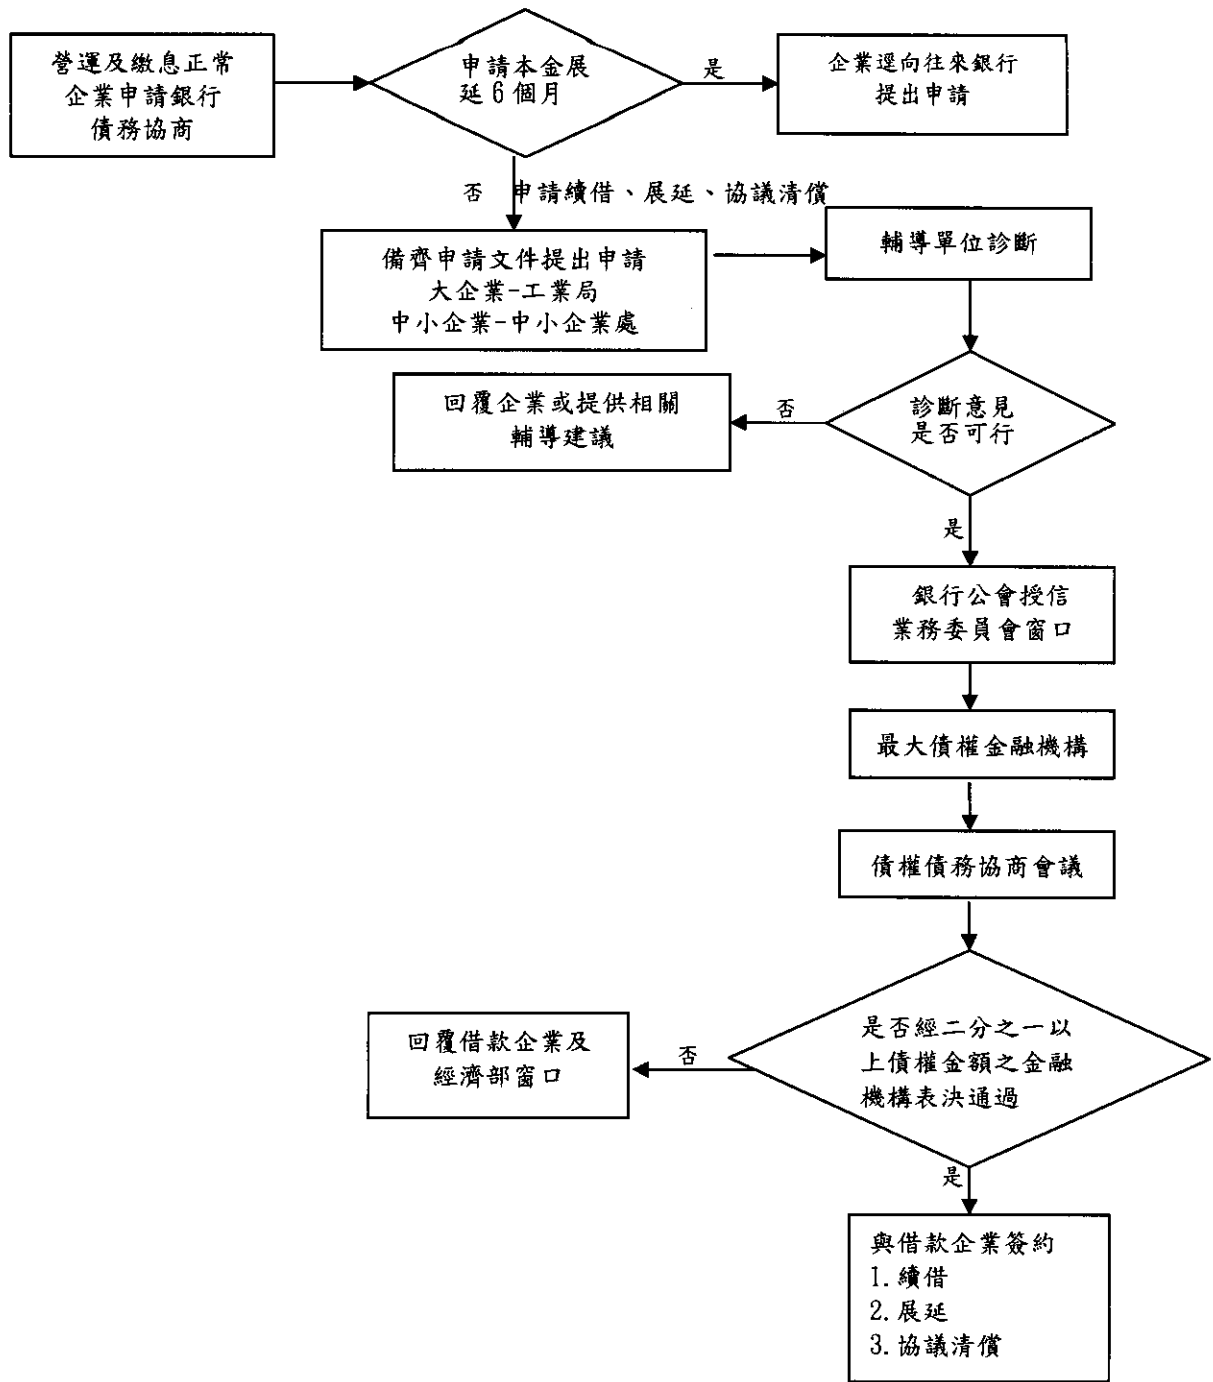 營運及繳息正常
企業申請銀行
債務協商
申請本金展
延6個月
是
企業逕向往來銀行
提出申請
否 申請續借、展延、協議清償
備齊申請文件提出申請
大企業-工業局
中小企業-中小企業處
輔導單位診斷
診斷意見
是否可行
否
回覆企業或提供相關
輔導建議
是
銀行公會授信
業務委員會窗口
最大債權金融機構
債權債務協商會議
是否經二分之一以
上債權金額之金融
機構表決通過
否
回覆借款企業及
經濟部窗口
是
與借款企業簽約
1.續借
2.展延
3.協議清償